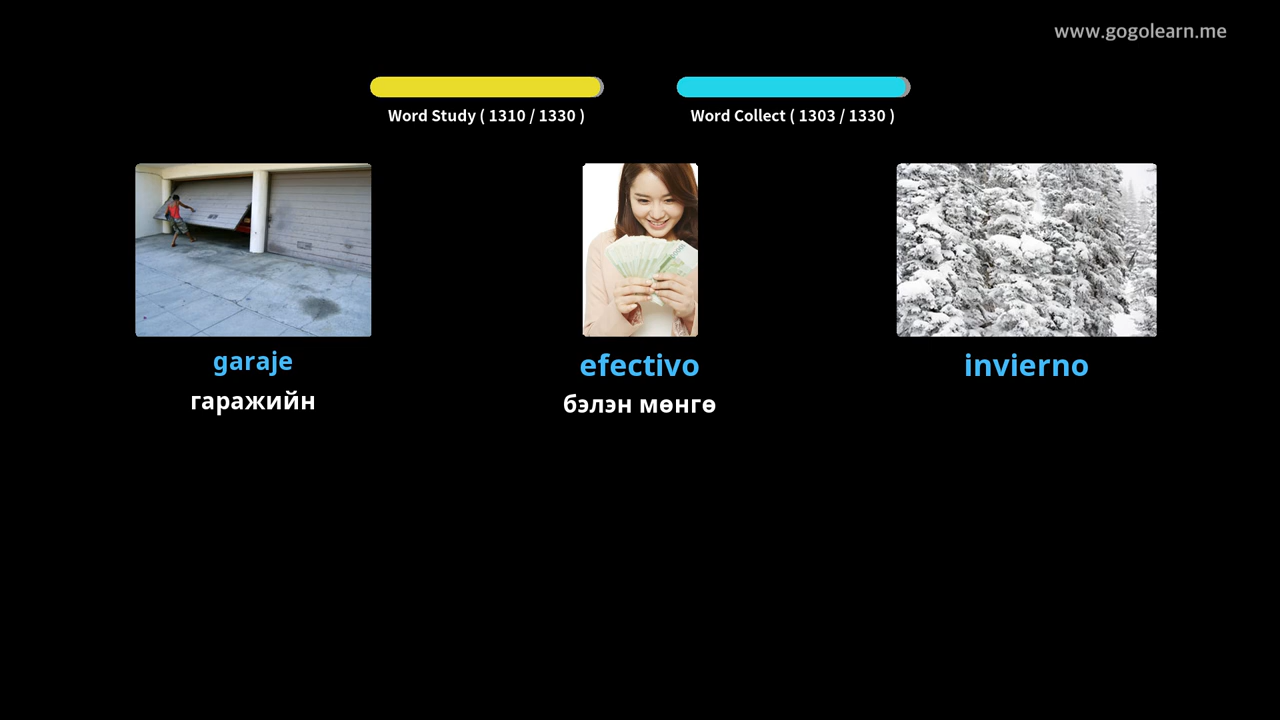 www.gogolearn.me
Word Study ( 1310 / 1330 )
Word Collect ( 1303 / 1330 )
garaje
гаражийн
efectivo
бэлэн мөнгө
invierno